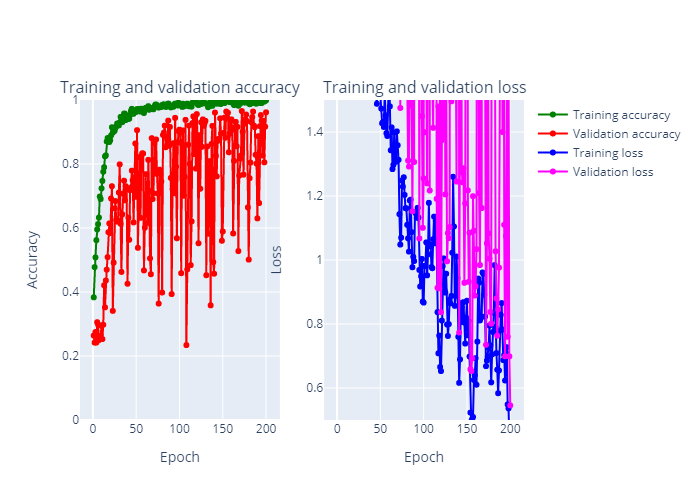 Training and validation accuracy
Training and validation loss
Training accuracy
Validation accuracy
Training loss
Validation loss
Accuracy
1
0.8
0.6
0.4
0.2
0
0
50
100
150
200
Epoch
Loss
1.4
1.2
1
0.8
0.6
0
50
100
150
200
Epoch